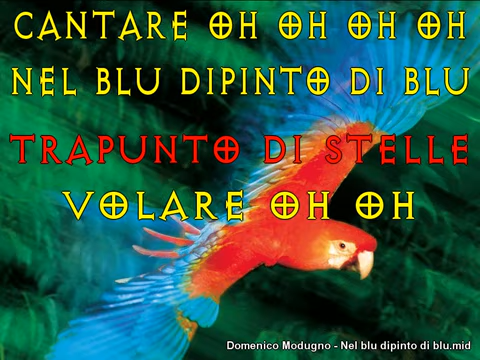 CANTARE OH OH OH OH
NEL BLU DIPINTO DI BLU
TRAPUNTO DI STELLE
VOLARE OH OH
Domenico Modugno - Nel blu dipinto di blu.mid